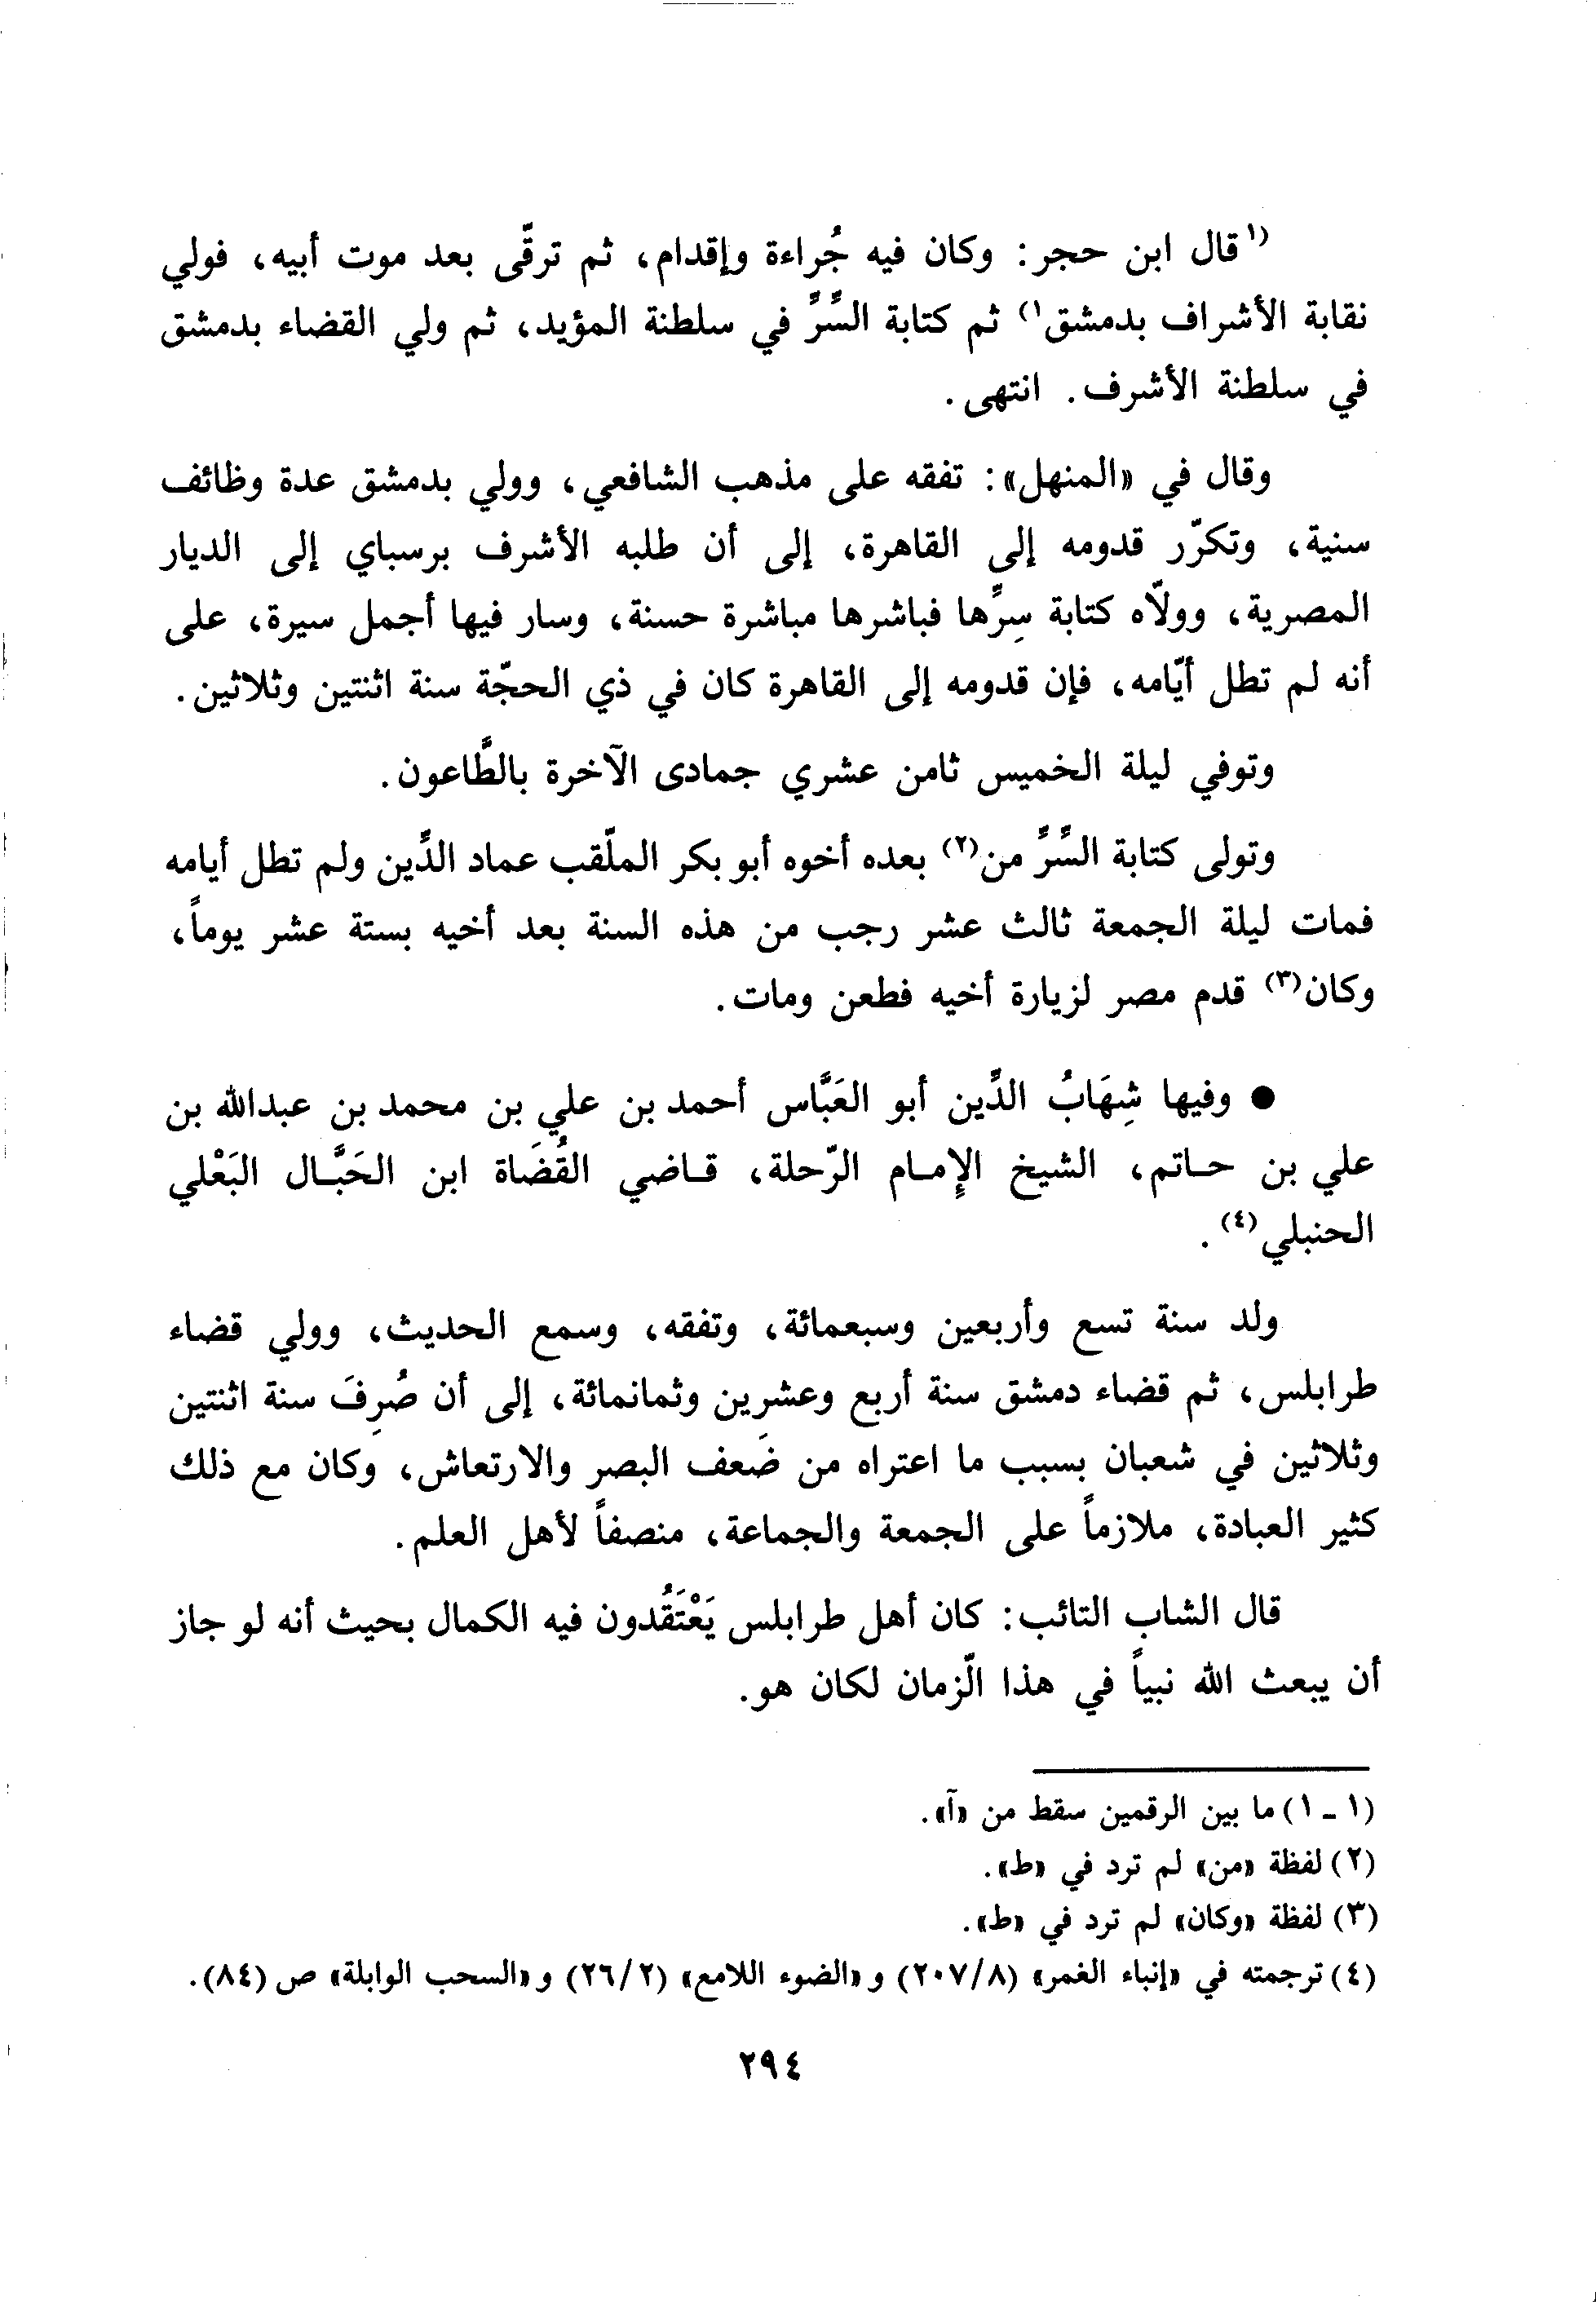 (١قال ابن حجر: وكان فيه جُراءة وإقدام، ثم ترقّى بعد موت أبيه، فولي
نقابة الأشراف بدمشق١) ثم كتابة السِّرِّ في سلطنة المؤيد، ثم ولي القضاء بدمشق
في سلطنة الأشرف. انتهى.
وقال في «المنهل»: تفقه على مذهب الشافعي، وولي بدمشق عدة وظائف
سنية، وتكرّر قدومه إلى القاهرة، إلى أن طلبه الأشرف برسباي إلى الديار
المصرية، وولّاه كتابة سِرِّها فباشرها مباشرة حسنة، وسار فيها أجمل سيرة، على
أنه لم تطل أيّامه، فإن قدومه إلى القاهرة كان في ذي الحجّة سنة اثنتين وثلاثين.
وتوفي ليلة الخميس ثامن عشري جمادى الآخرة بالطَّاعون.
وتولى كتابة السِّرِّ من(٢) بعده أخوه أبو بكر الملّقب عماد الدِّين ولم تطل أيامه
فمات ليلة الجمعة ثالث عشر رجب من هذه السنة بعد أخيه بستة عشر يوماً،
وكان(٣) قدم مصر لزيارة أخيه فطعن ومات.
● وفيها شِهَابُ الدِّين أبو العَبَّاس أحمد بن علي بن محمد بن عبدالله بن
علي بن حاتم، الشيخ الإمام الرّحلة، قاضي القُضَاة ابن الحَبَّال البَعْلي
الحنبلي(٤).
ولد سنة تسع وأربعين وسبعمائة، وتفقه، وسمع الحديث، وولي قضاء
طرابلس، ثم قضاء دمشق سنة أربع وعشرين وثمانمائة، إلى أن صُرِفَ سنة اثنتين
وثلاثين في شعبان بسبب ما اعتراه من ضَعف البصر والارتعاش، وكان مع ذلك
كثير العبادة، ملازماً على الجمعة والجماعة، منصفاً لأهل العلم.
قال الشاب التائب: كان أهل طرابلس يَعْتَقُدون فيه الكمال بحيث أنه لو جاز
أن يبعث الله نبياً في هذا الّزمان لكان هو.
(١ - ١) ما بين الرقمين سقط من «آ».
(٢) لفظة «من» لم ترد في «ط».
(٣) لفظة «وكان» لم ترد في «ط».
(٤) ترجمته في «إنباء الغمر» (٨/ ٢٠٧) و«الضوء اللامع» (٢/ ٢٦) و«السحب الوابلة» ص (٨٤).
٢٩٤